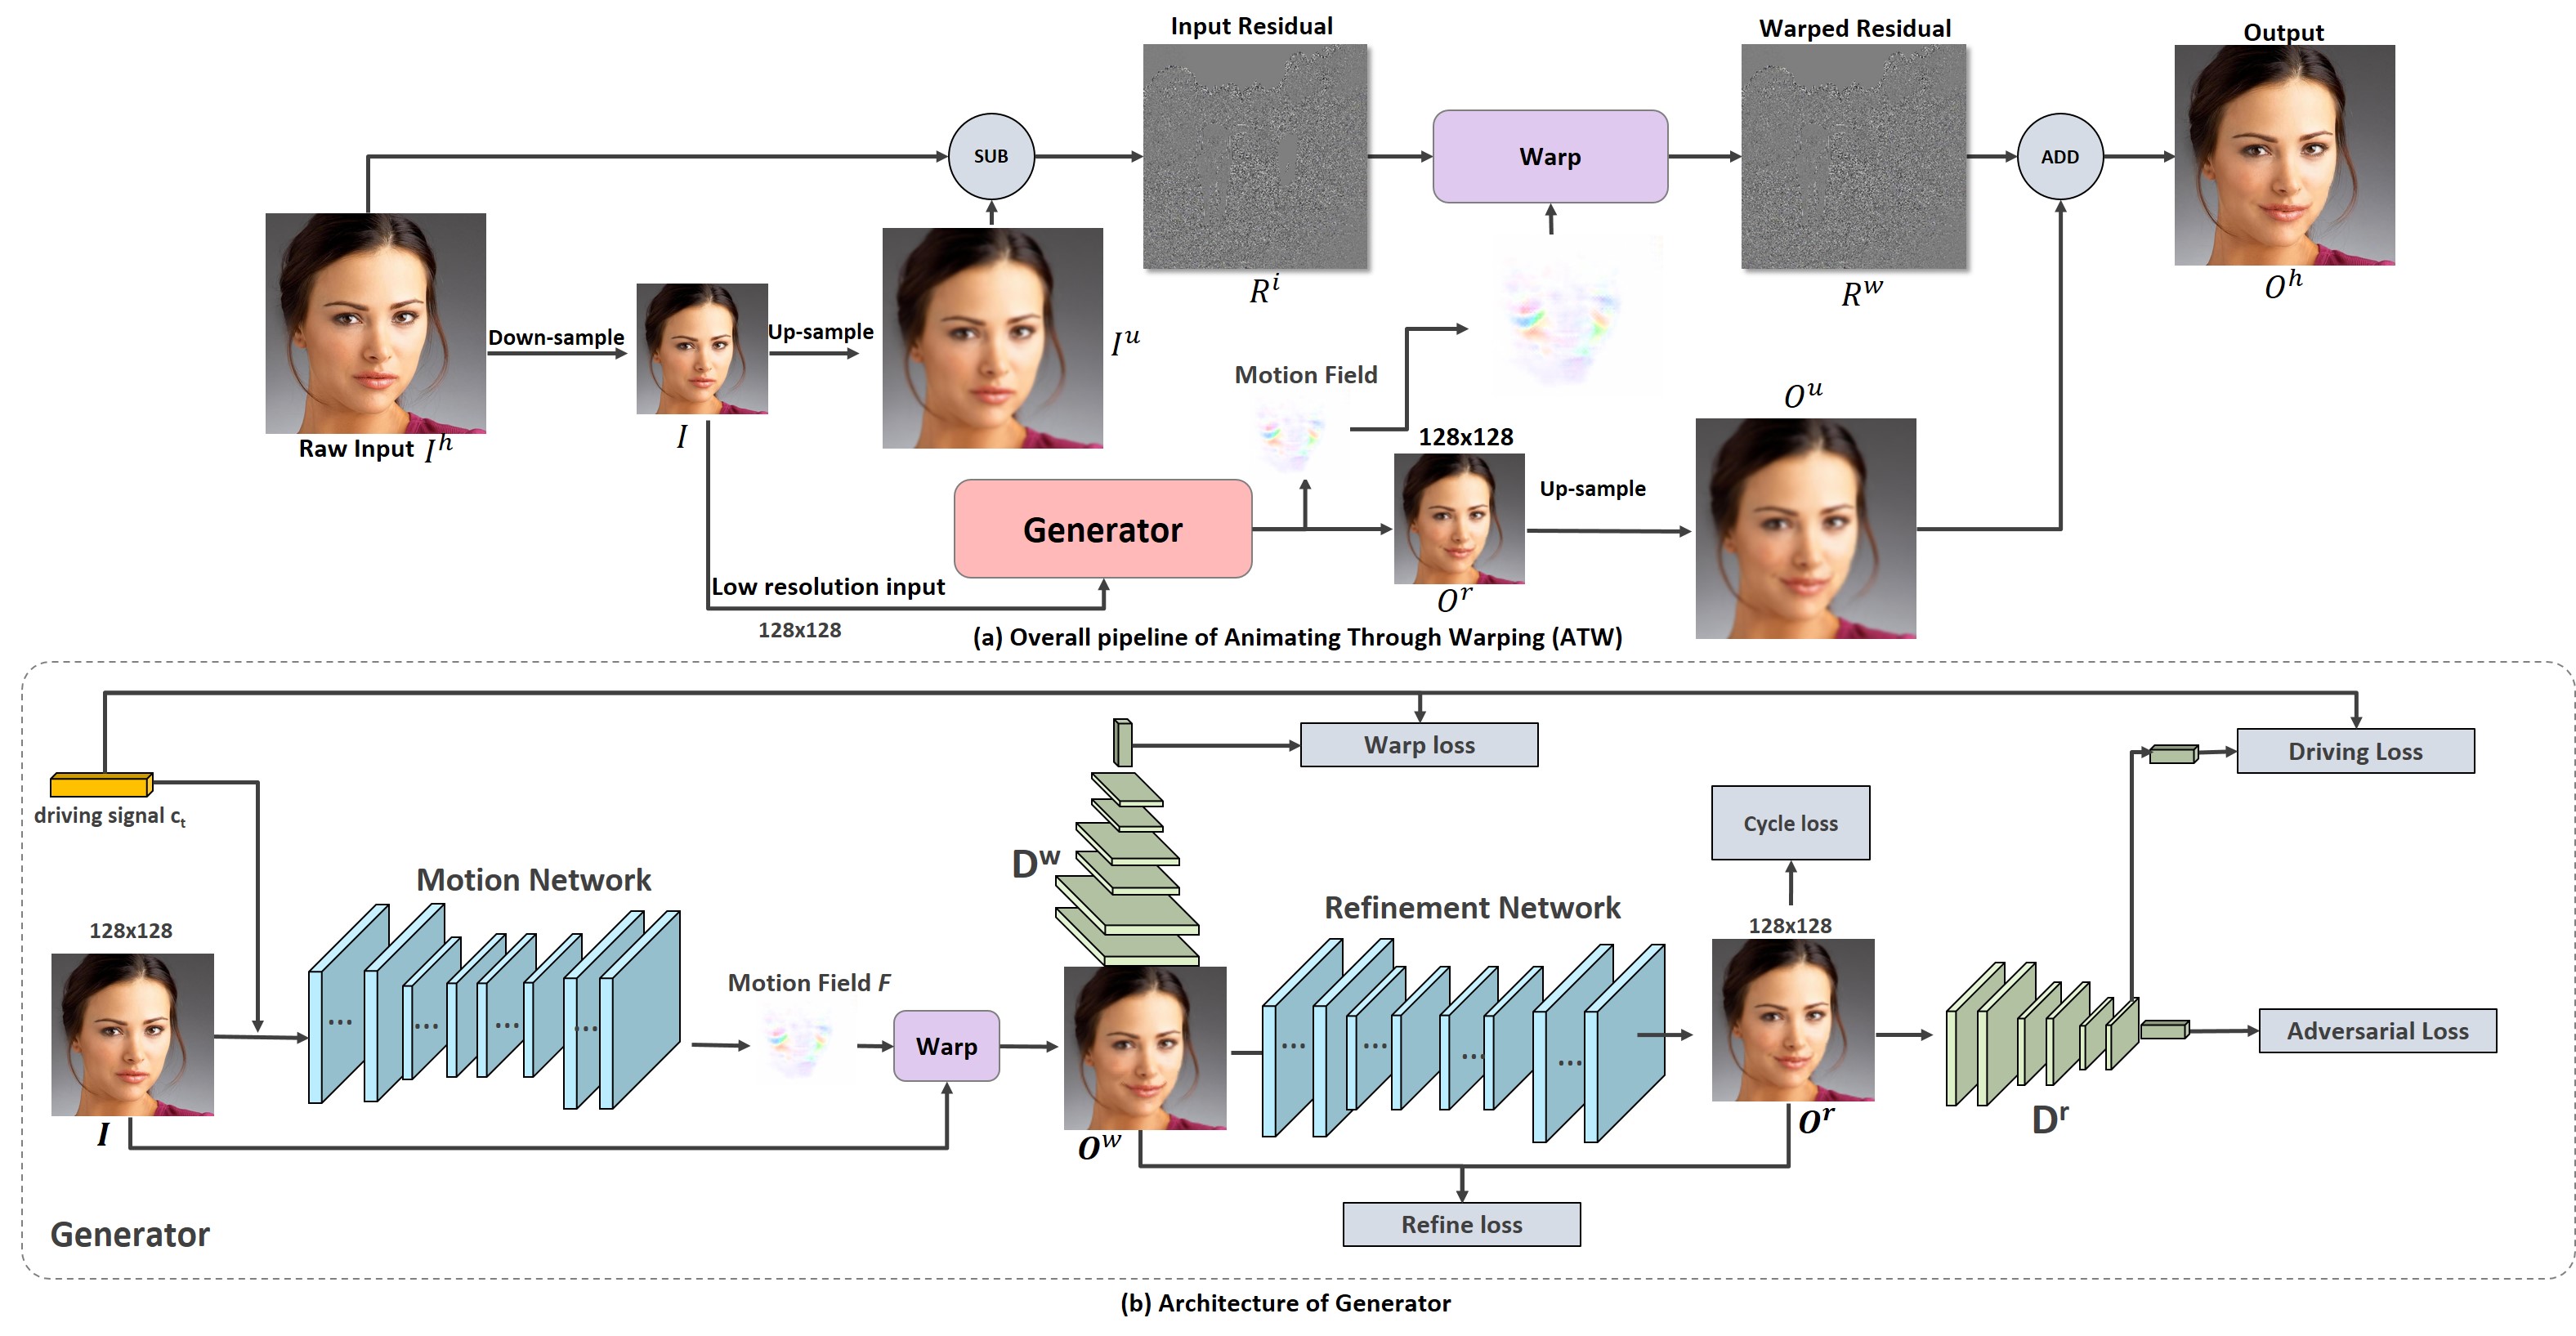 Input Residual
Warped Residual
Output
SUB
Warp
ADD
R^i
R^w
O^h
Down-sample
Up-sample
I^u
Raw Input I^h
I
Motion Field
128x128
O^u
Generator
Up-sample
O^r
Low resolution input
128x128
(a) Overall pipeline of Animating Through Warping (ATW)
driving signal c_t
Warp loss
Driving Loss
Cycle loss
D^w
Motion Network
Refinement Network
128x128
128x128
Motion Field F
Warp
...
...
...
...
...
...
...
...
Adversarial Loss
I
O^w
O^r
D^r
Refine loss
Generator
(b) Architecture of Generator